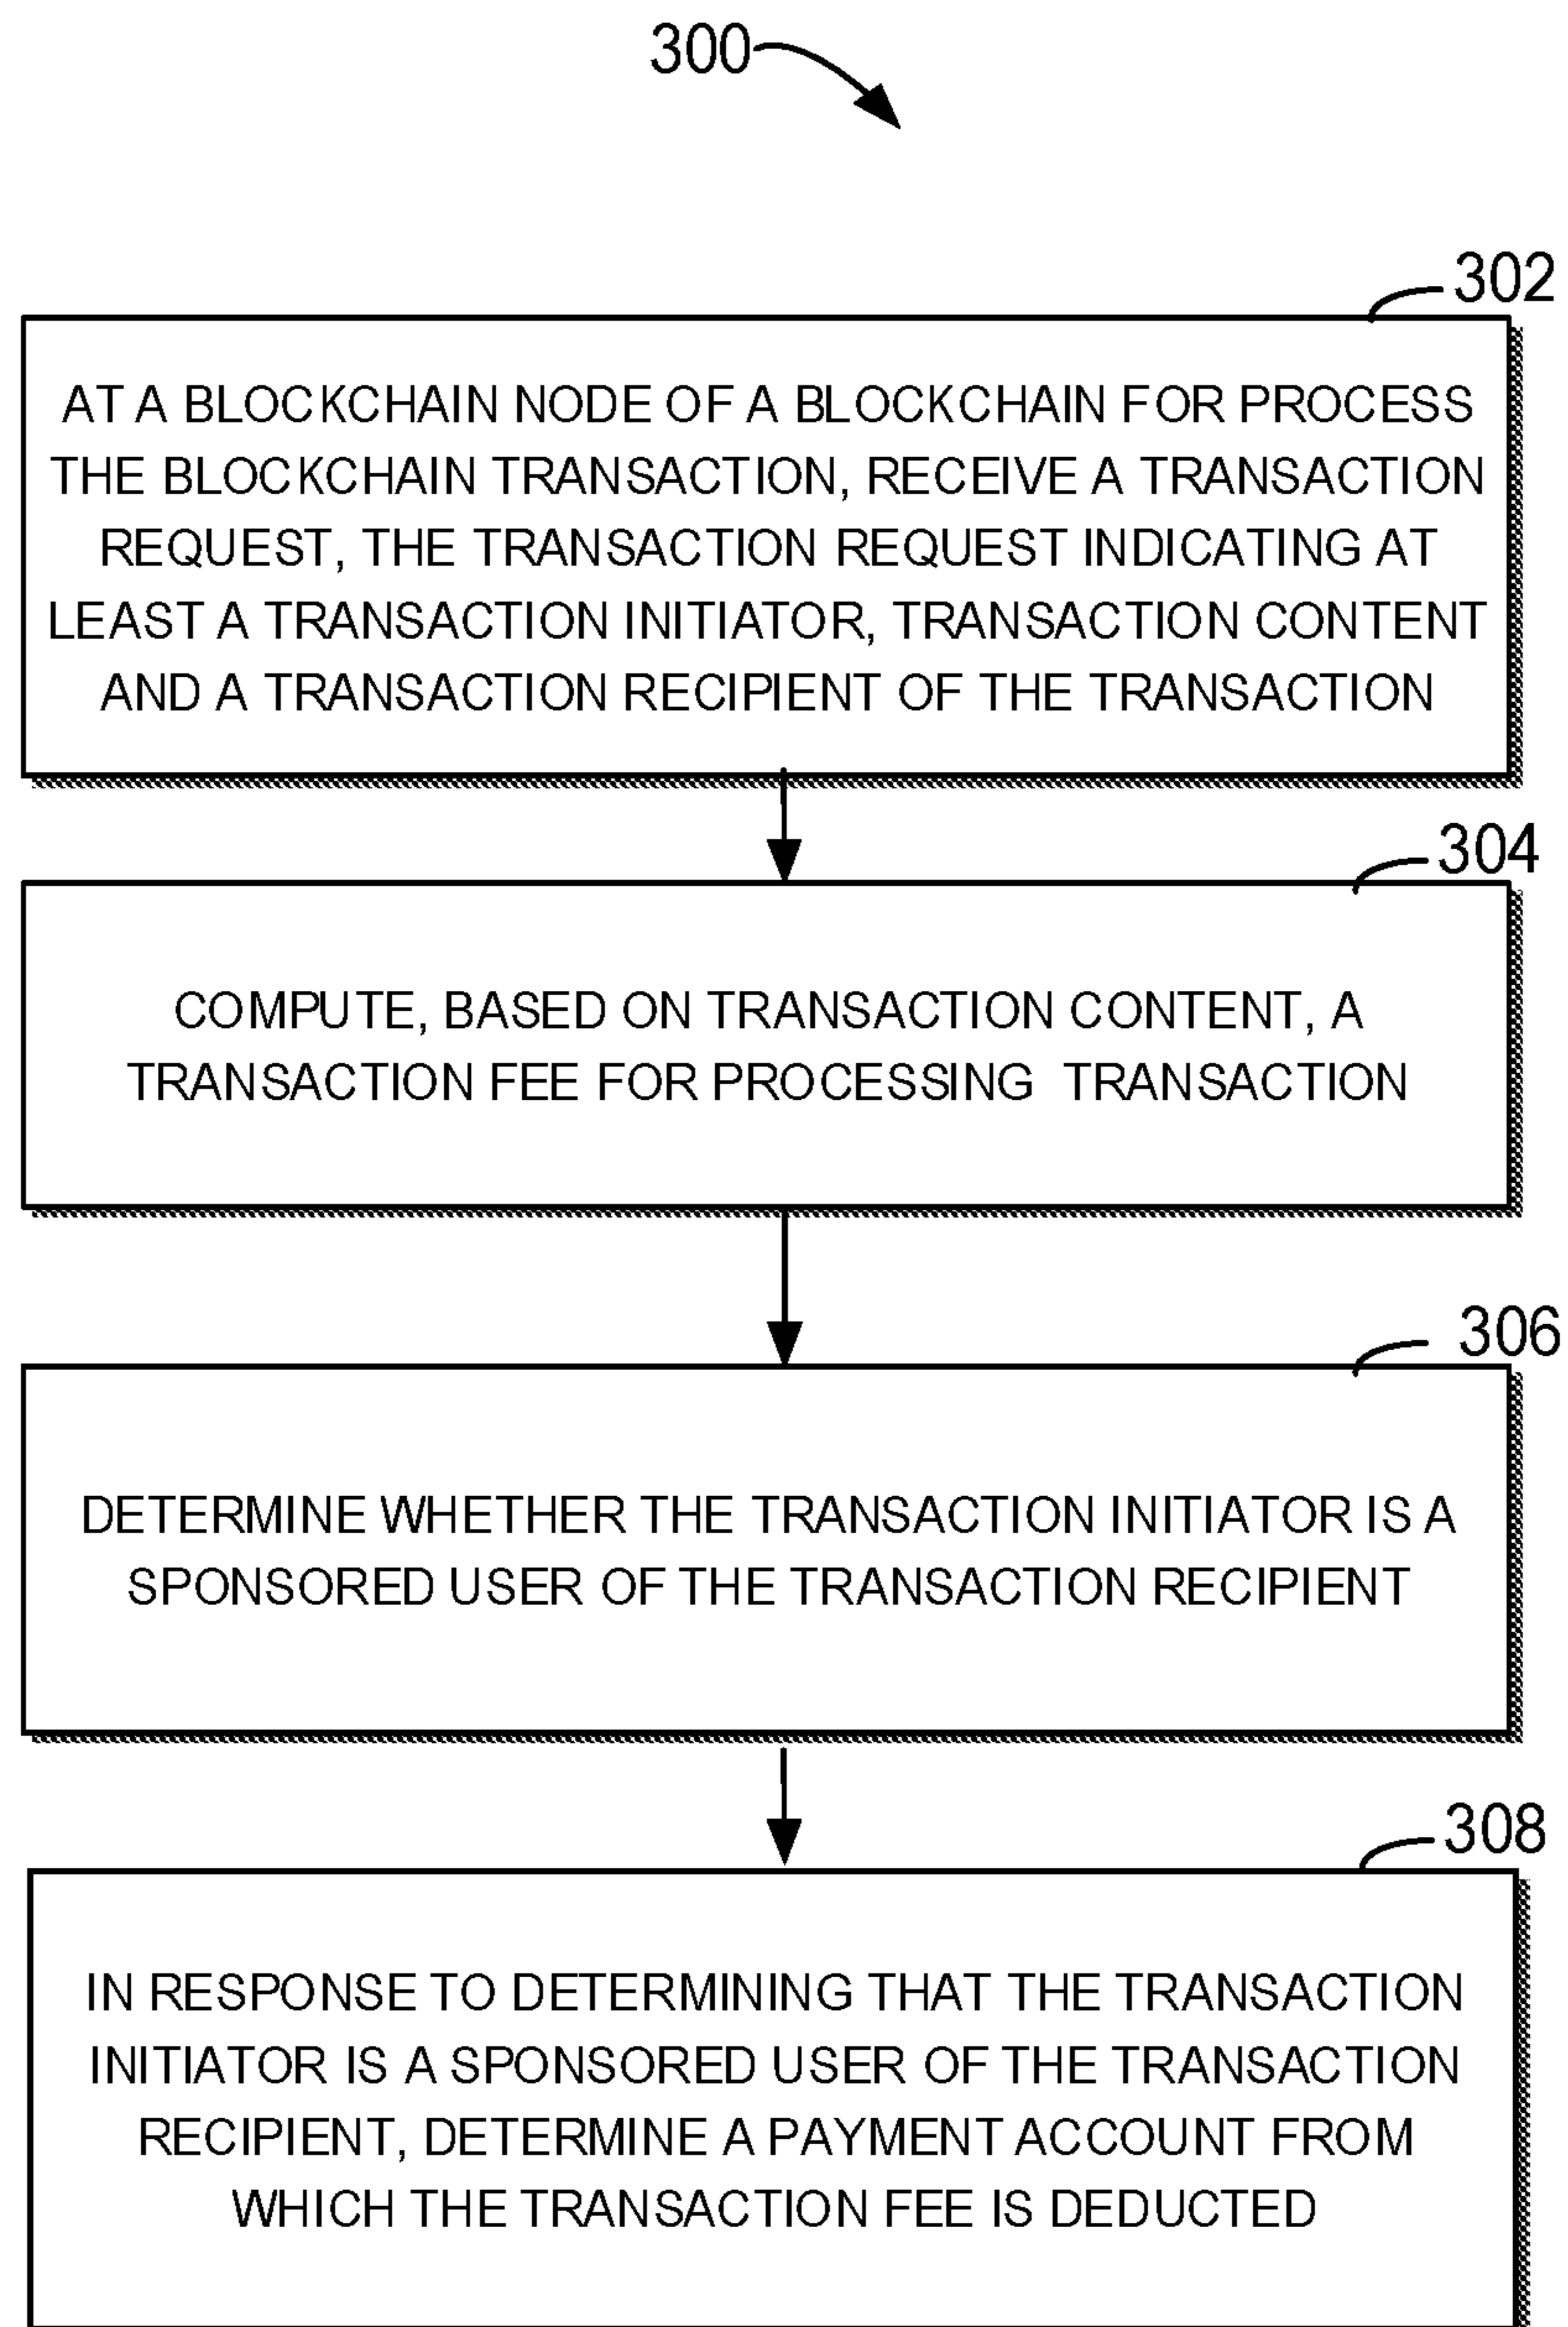 300
302
AT A BLOCKCHAIN NODE OF A BLOCKCHAIN FOR PROCESS
THE BLOCKCHAIN TRANSACTION, RECEIVE A TRANSACTION
REQUEST, THE TRANSACTION REQUEST INDICATING AT
LEAST A TRANSACTION INITIATOR, TRANSACTION CONTENT
AND A TRANSACTION RECIPIENT OF THE TRANSACTION
304
COMPUTE, BASED ON TRANSACTION CONTENT, A
TRANSACTION FEE FOR PROCESSING TRANSACTION
306
DETERMINE WHETHER THE TRANSACTION INITIATOR IS A
SPONSORED USER OF THE TRANSACTION RECIPIENT
308
IN RESPONSE TO DETERMINING THAT THE TRANSACTION
INITIATOR IS A SPONSORED USER OF THE TRANSACTION
RECIPIENT, DETERMINE A PAYMENT ACCOUNT FROM
WHICH THE TRANSACTION FEE IS DEDUCTED